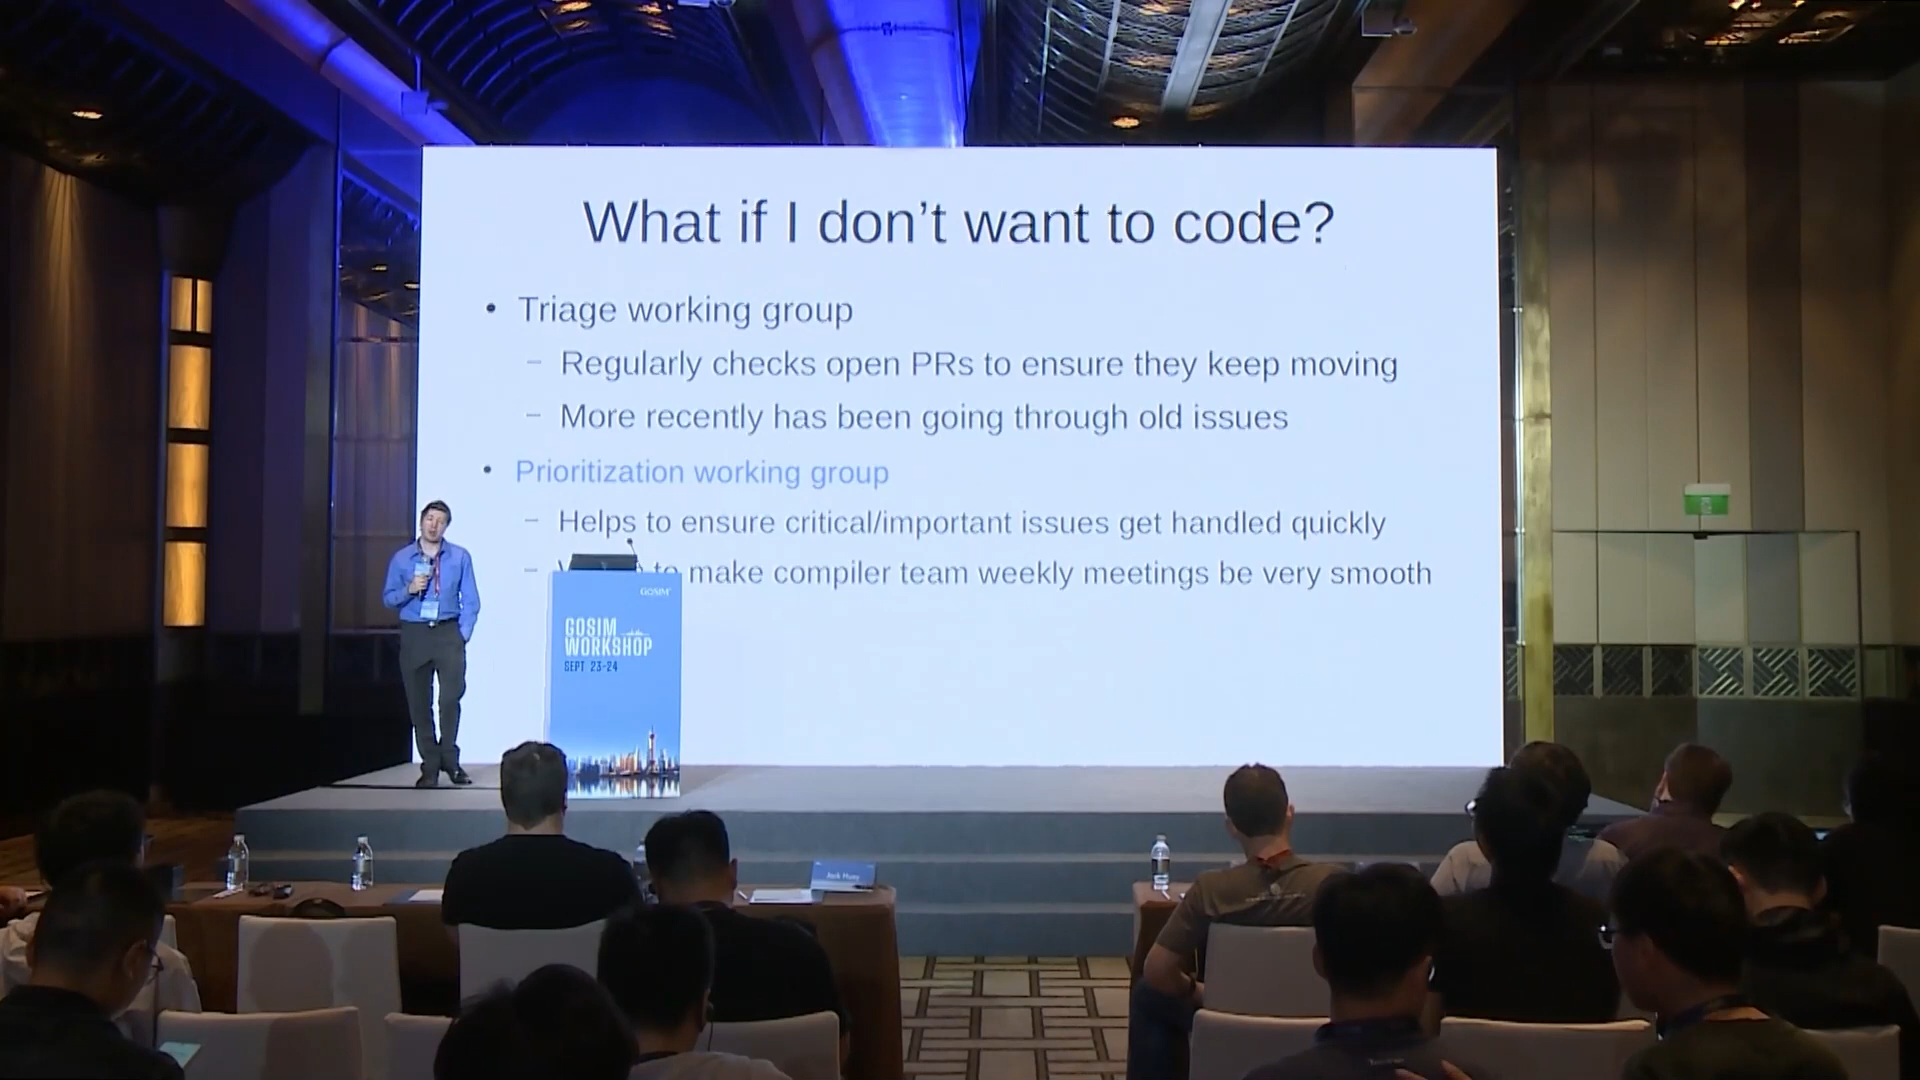 What if I don't want to code?
• Triage working group
– Regularly checks open PRs to ensure they keep moving
– More recently has been going through old issues
• Prioritization working group
– Helps to ensure critical/important issues get handled quickly
– to make compiler team weekly meetings be very smooth
GOSIM
GOSIM
WORKSHOP
SEPT 23-24
Jack Huey